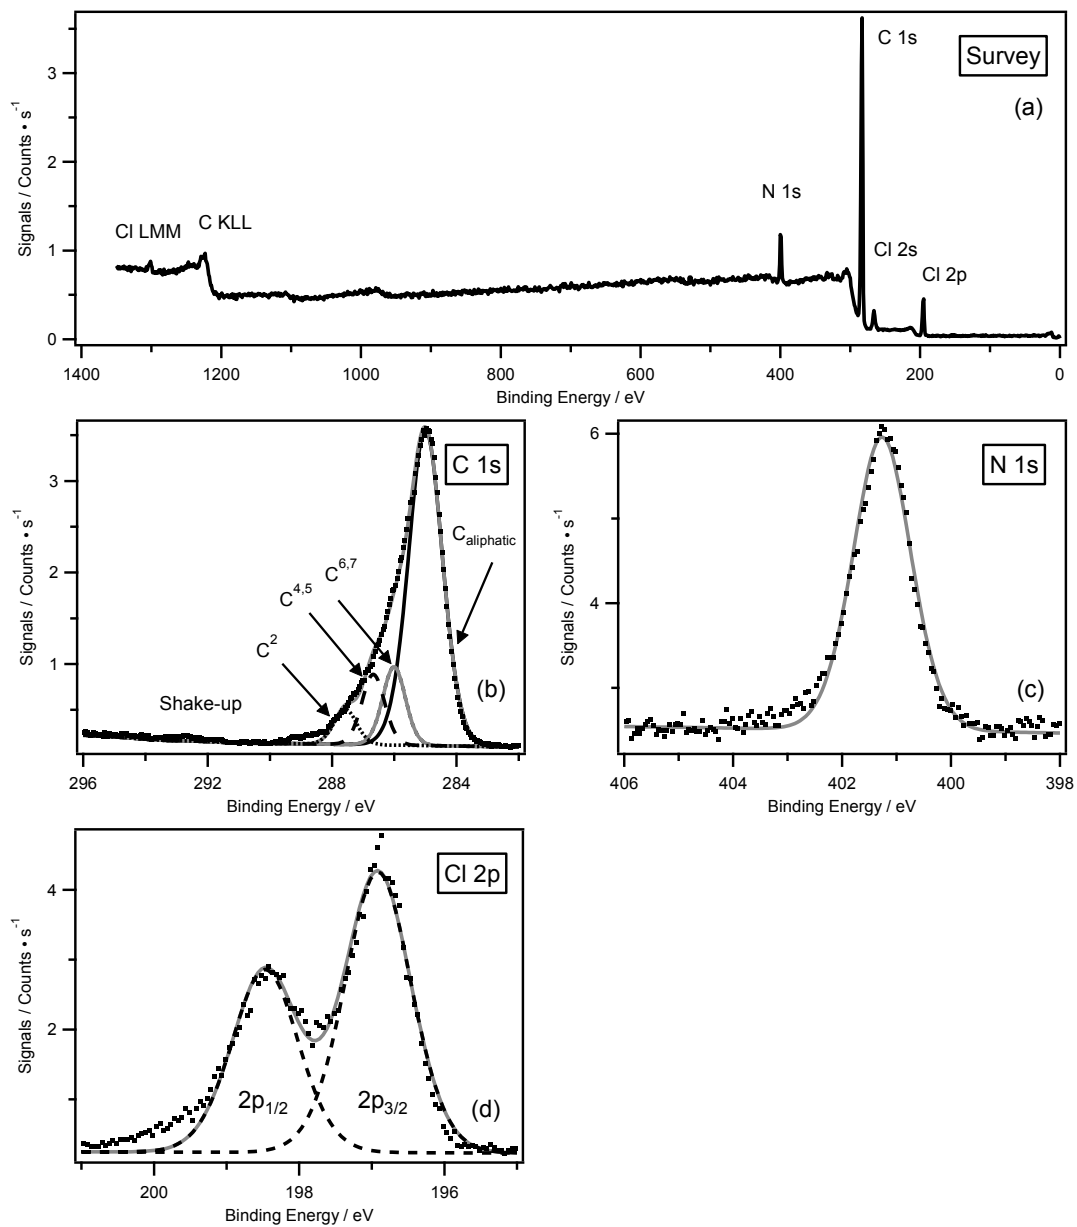 Survey
(a)
C 1s
N 1s
Cl 2s
Cl 2p
Cl LMM
C KLL
Signals / Counts • s-1
3
2
1
0
1400 1200 1000 800 600 400 200 0
Binding Energy / eV
C 1s
Caliphatic
C6,7
C4,5
C2
Shake-up
(b)
Signals / Counts • s-1
3
2
1
296 292 288 284
Binding Energy / eV
N 1s
(c)
Signals / Counts • s-1
6
4
406 404 402 400 398
Binding Energy / eV
Cl 2p
2p1/2
2p3/2
(d)
Signals / Counts • s-1
4
2
200 198 196
Binding Energy / eV